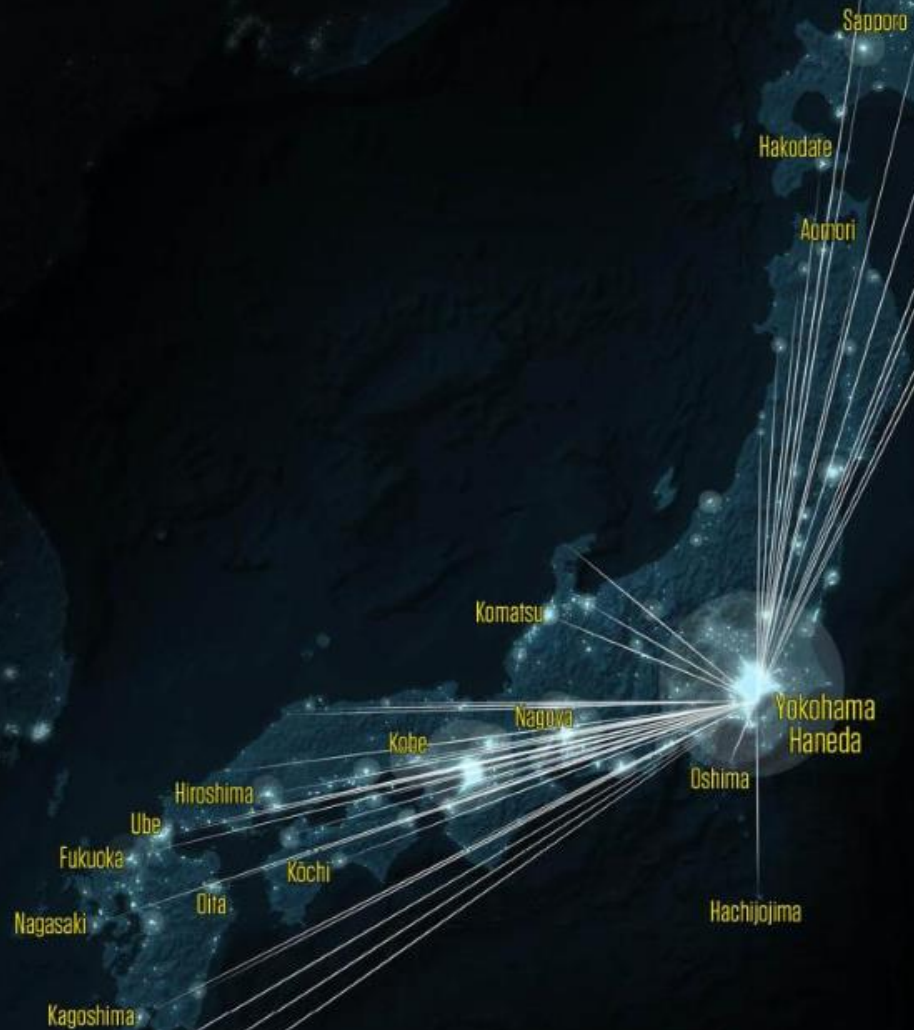 Sapporo
Hakodate
Aomori
Komatsu
Yokohama
Haneda
Nagoya
Kobe
Oshima
Hiroshima
Ube
Fukuoka
Kōchi
Oita
Hachijojima
Nagasaki
Kagoshima